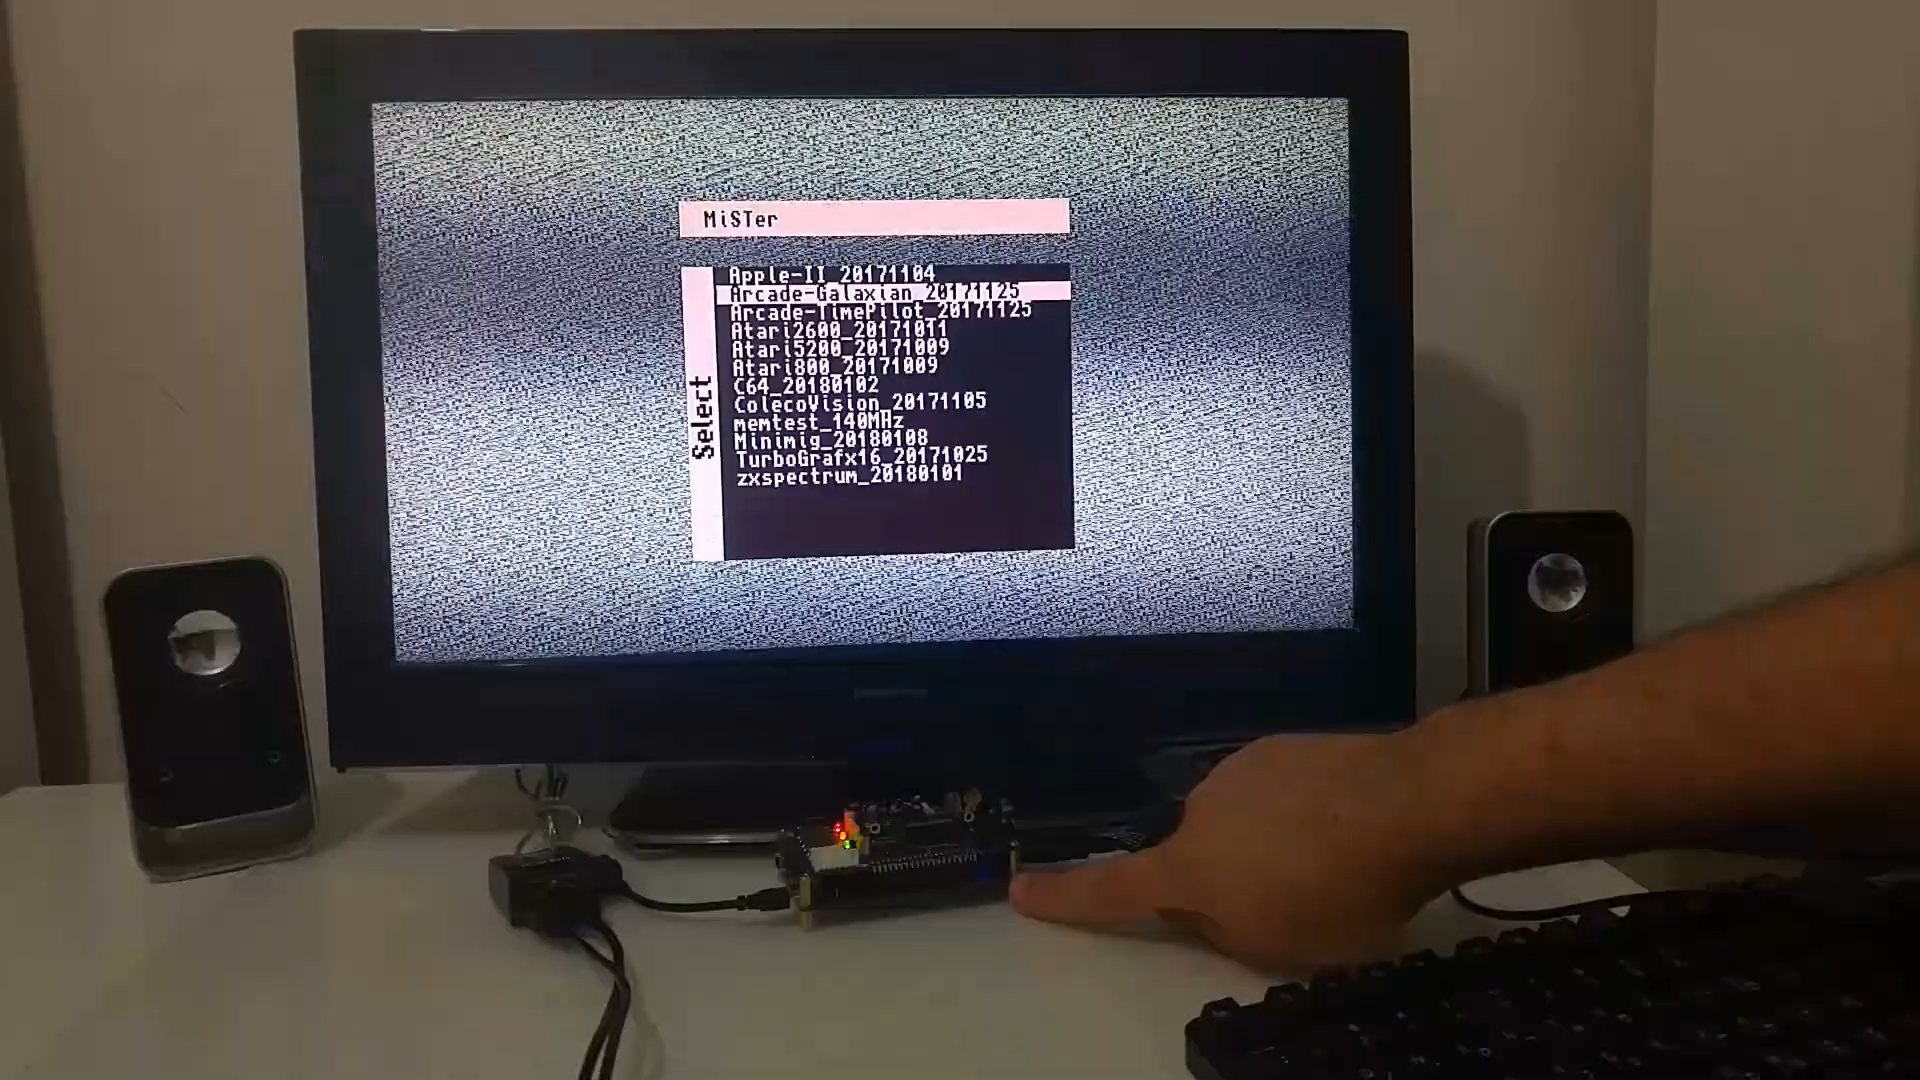 MiSTer
Select
Apple-II_20171104
Arcade-Galaxian_20171125
Arcade-TimePilot_20171125
Atari2600_20171011
Atari5200_20171009
Atari800_20171009
C64_20180102
ColecoVision_20171105
memtest_140MHz
Minimig_20180108
TurboGrafx16_20171025
zxspectrum_20180101